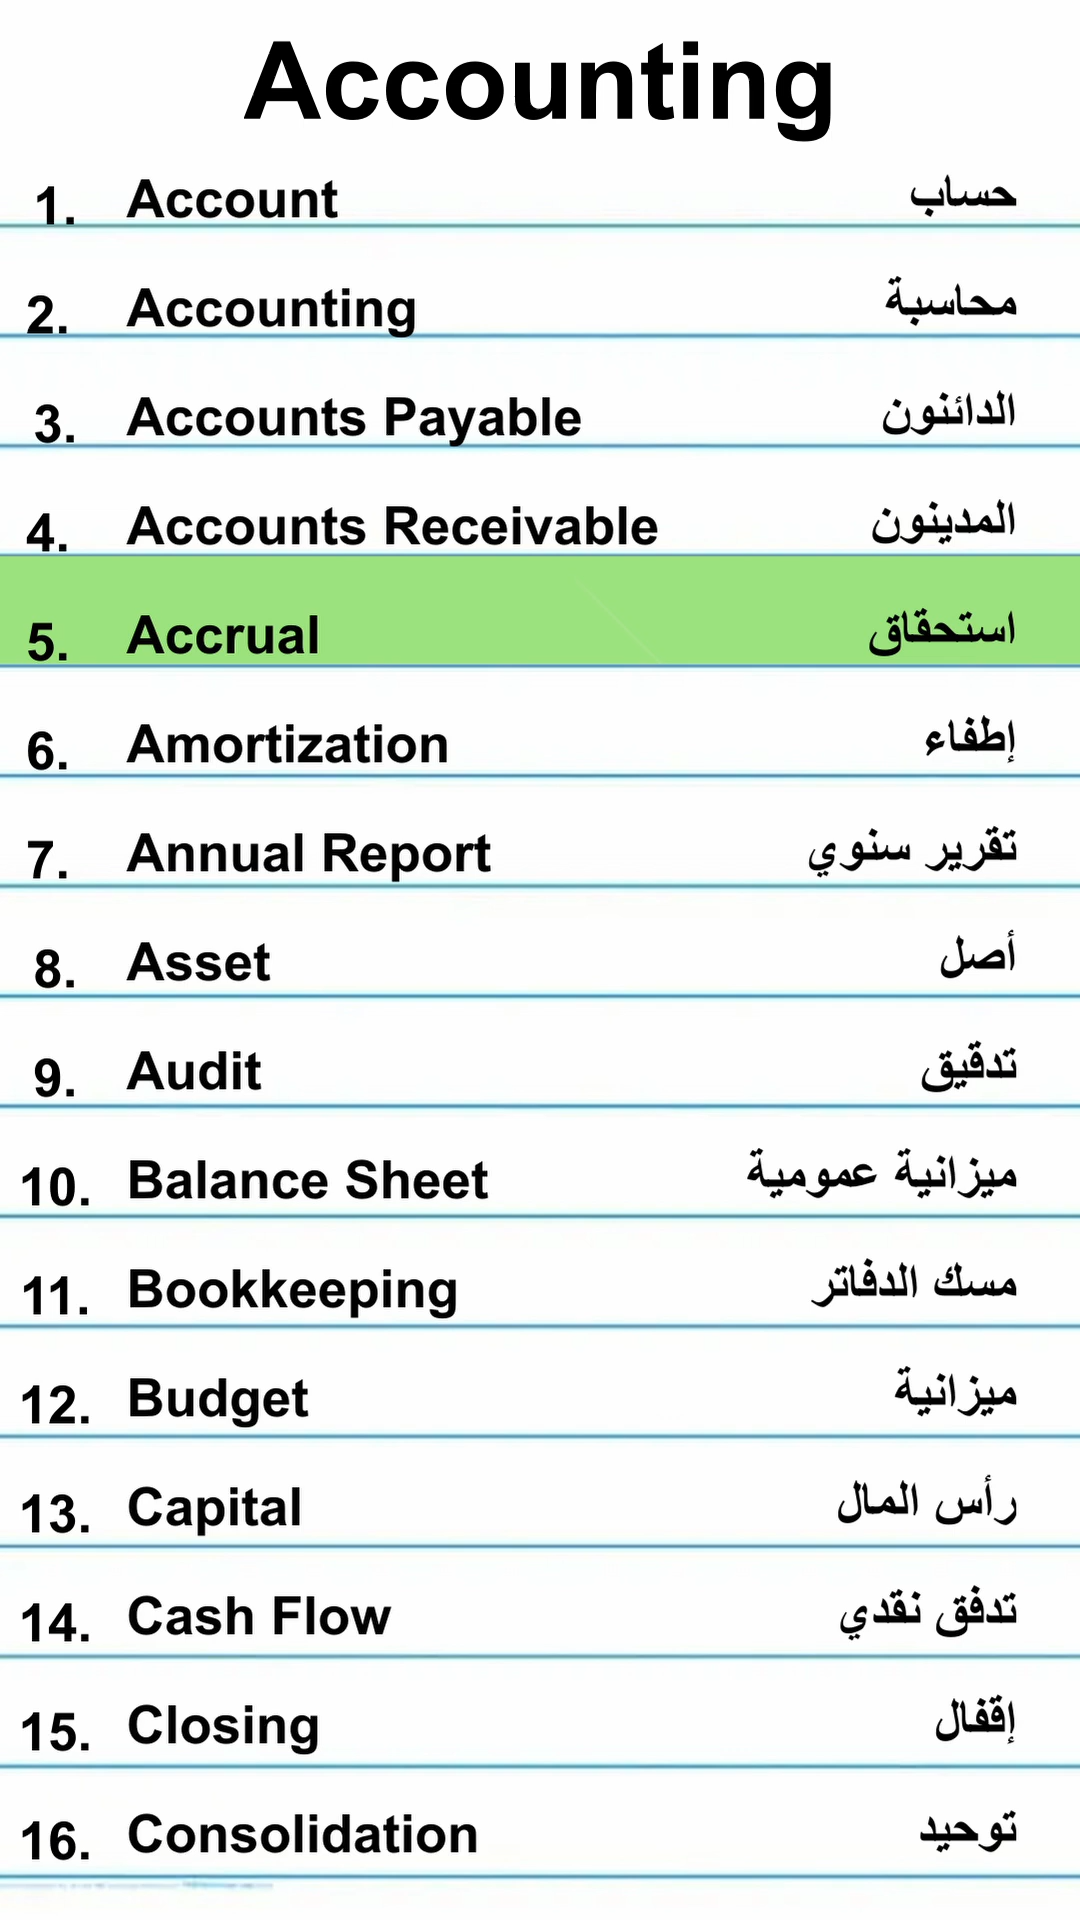 Accounting
1. Account حساب
2. Accounting محاسبة
3. Accounts Payable الدائنون
4. Accounts Receivable المدينون
5. Accrual استحقاق
6. Amortization إطفاء
7. Annual Report تقرير سنوي
8. Asset أصل
9. Audit تدقيق
10. Balance Sheet ميزانية عمومية
11. Bookkeeping مسك الدفاتر
12. Budget ميزانية
13. Capital رأس المال
14. Cash Flow تدفق نقدي
15. Closing إقفال
16. Consolidation توحيد